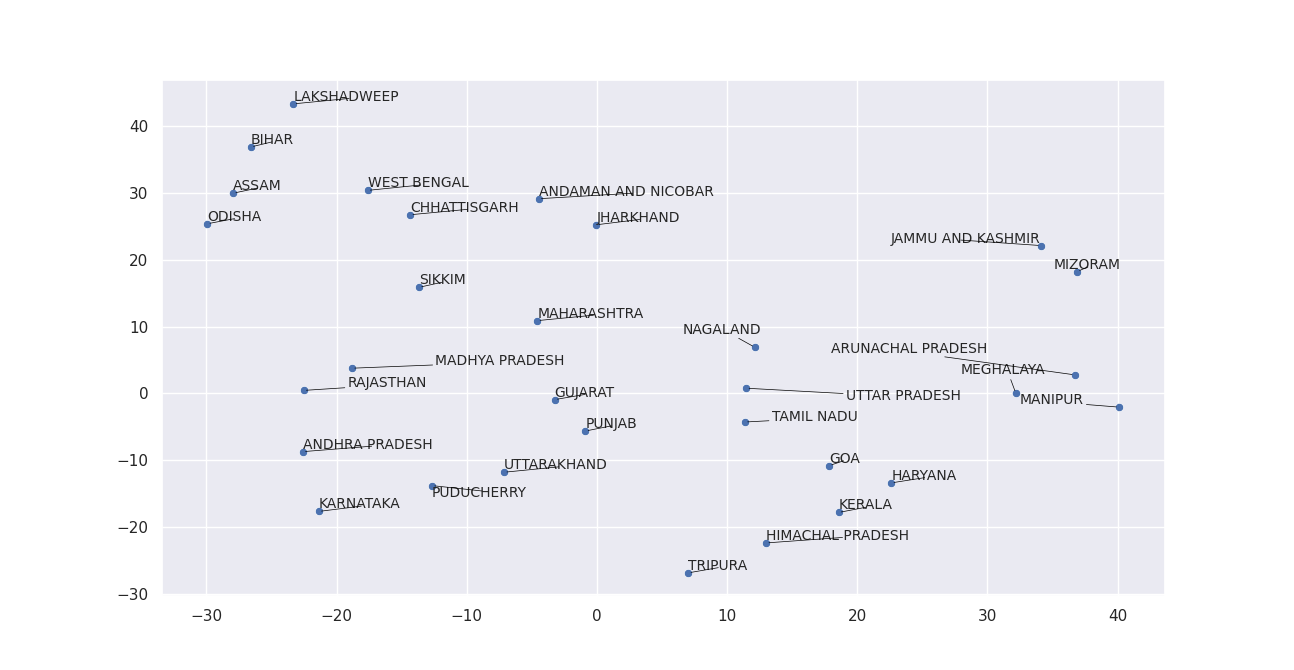 LAKSHADWEEP
40
BIHAR
ASSAM
WEST BENGAL
ANDAMAN AND NICOBAR
30
CHHATTISGARH
ODISHA
JHARKHAND
JAMMU AND KASHMIR
20
MIZORAM
SIKKIM
MAHARASHTRA
10
NAGALAND
ARUNACHAL PRADESH
MADHYA PRADESH
MEGHALAYA
RAJASTHAN
0
GUJARAT
UTTAR PRADESH
MANIPUR
TAMIL NADU
PUNJAB
ANDHRA PRADESH
−10
GOA
UTTARAKHAND
HARYANA
PUDUCHERRY
KARNATAKA
KERALA
−20
HIMACHAL PRADESH
TRIPURA
−30
−30 −20 −10 0 10 20 30 40